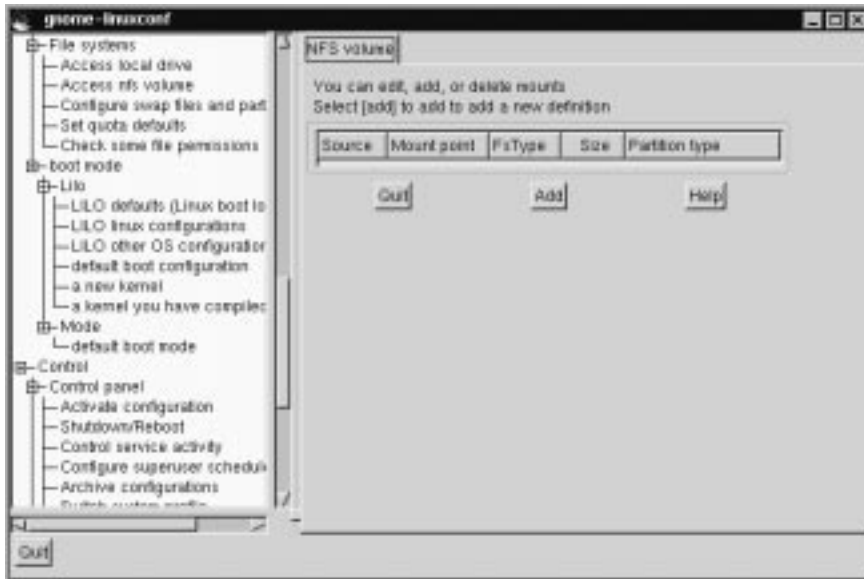 gnome-linuxconf
File systems
Access local drive
Access nfs volume
Configure swap files and part
Set quota defaults
Check some file permissions
boot mode
Lilo
LILO defaults (Linux boot lo
LILO linux configurations
LILO other OS configuration
default boot configuration
a new kernel
a kernel you have compiled
Mode
default boot mode
Control
Control panel
Activate configuration
Shutdown/Reboot
Control service activity
Configure superuser schedule
Archive configurations
Switch system profile
Quit
NFS volume
You can edit, add, or delete mounts
Select [add] to add to add a new definition
Source Mount point FsType Size Partition type
Quit Add Help